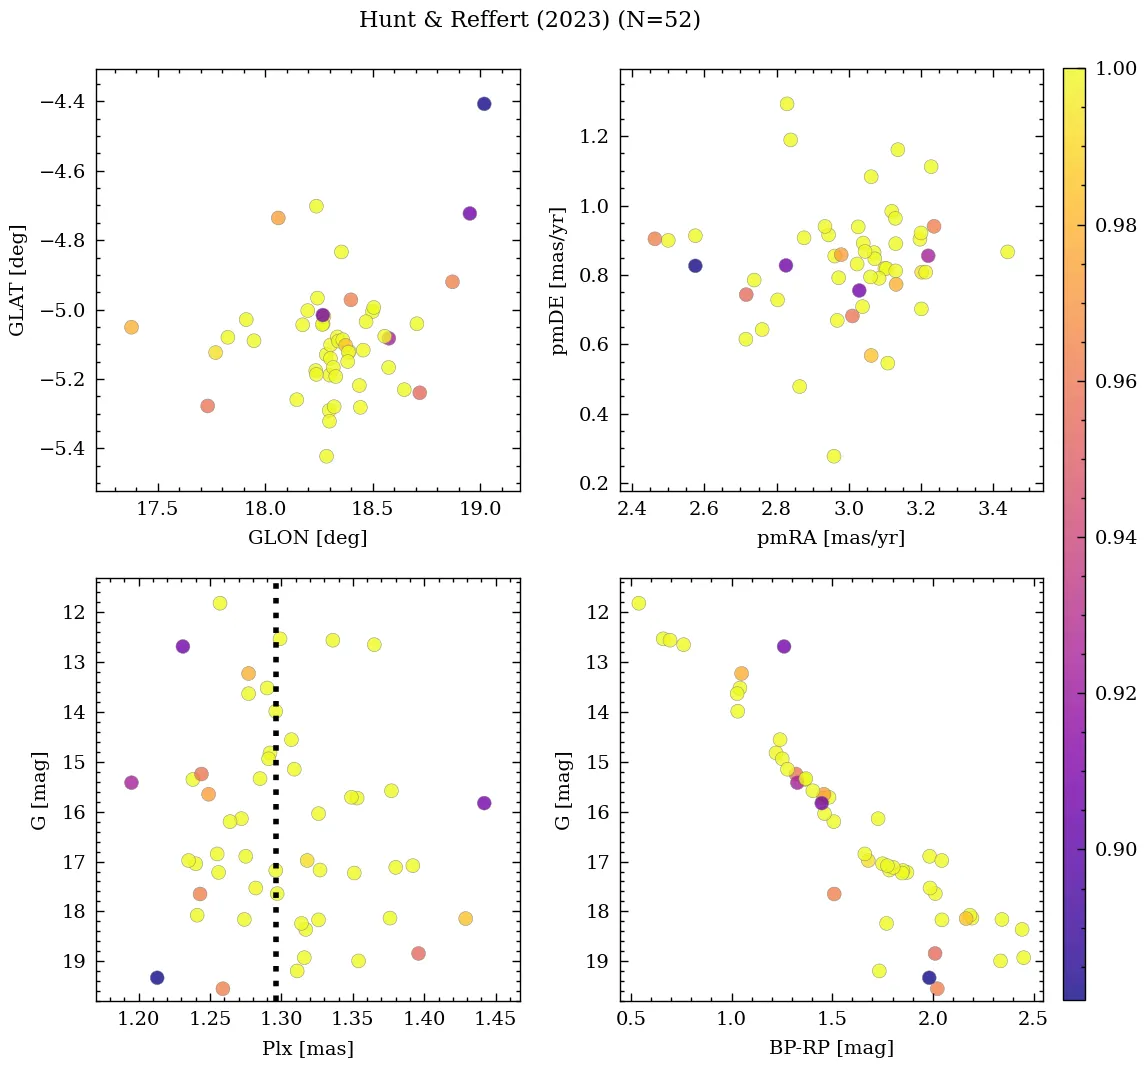 Hunt & Reffert (2023) (N=52)
−4.4
−4.6
−4.8
−5.0
−5.2
−5.4
GLAT [deg]
17.5 18.0 18.5 19.0
GLON [deg]
1.2
1.0
0.8
0.6
0.4
0.2
pmDE [mas/yr]
2.4 2.6 2.8 3.0 3.2 3.4
pmRA [mas/yr]
1.00
0.98
0.96
0.94
0.92
0.90
12
13
14
15
16
17
18
19
G [mag]
1.20 1.25 1.30 1.35 1.40 1.45
Plx [mas]
12
13
14
15
16
17
18
19
G [mag]
0.5 1.0 1.5 2.0 2.5
BP-RP [mag]